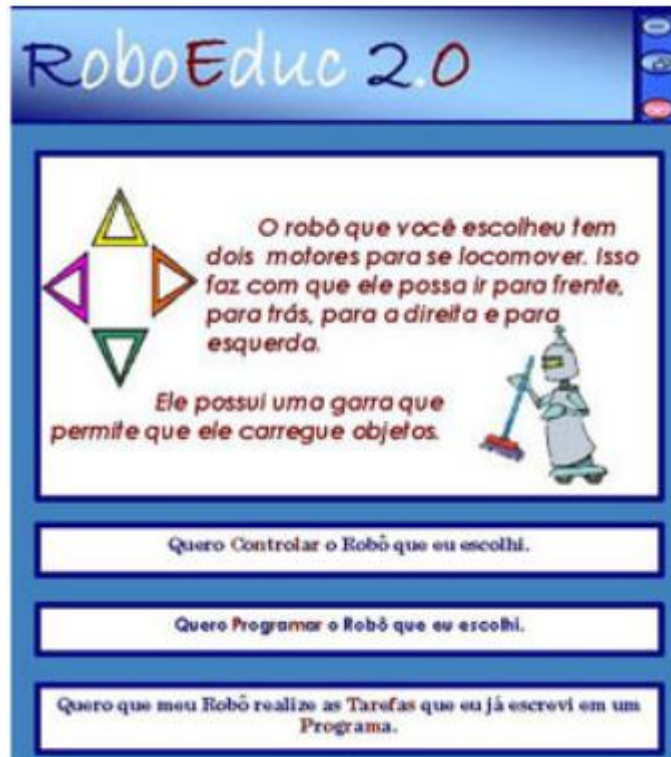 RoboEduc 2.0
O robô que você escolheu tem
dois motores para se locomover. Isso
faz com que ele possa ir para frente,
para trás, para a direita e para
esquerda.
Ele possui uma garra que
permite que ele carregue objetos.
Quero Controlar o Robô que eu escolhi.
Quero Programar o Robô que eu escolhi.
Quero que meu Robô realize as Tarefas que eu já escrevi em um
Programa.